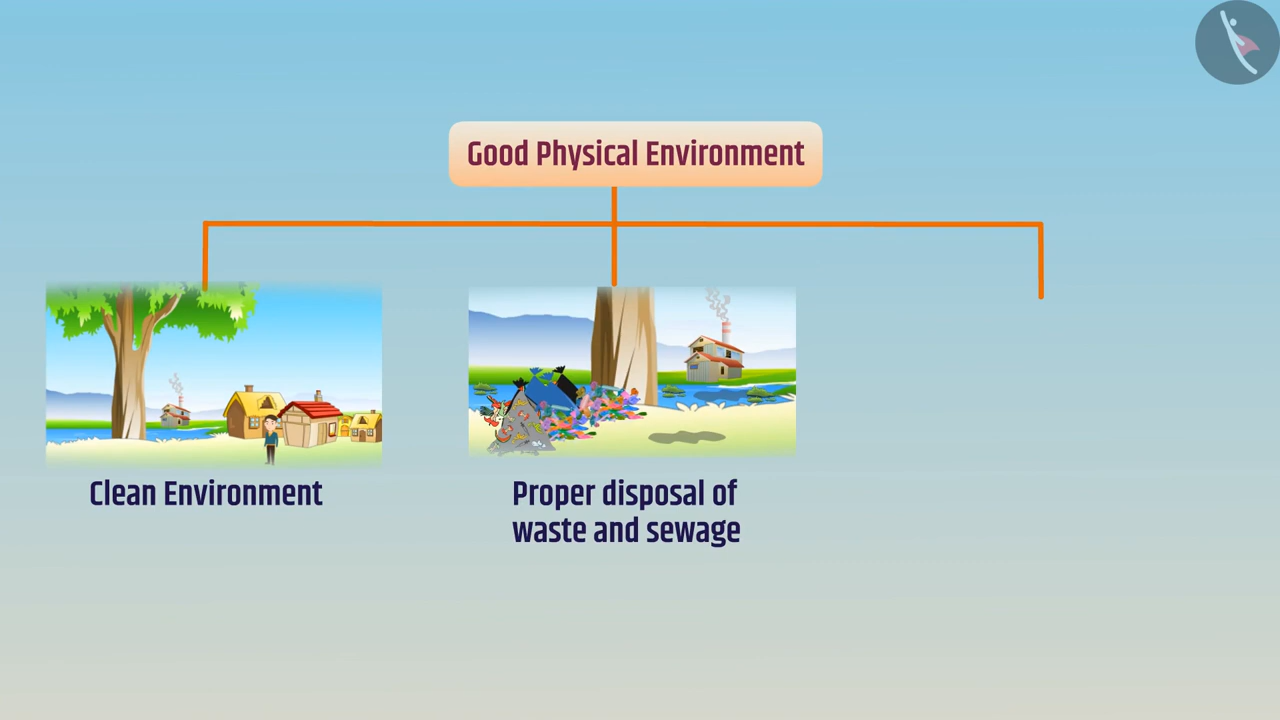 Good Physical Environment
Clean Environment
Proper disposal of
waste and sewage